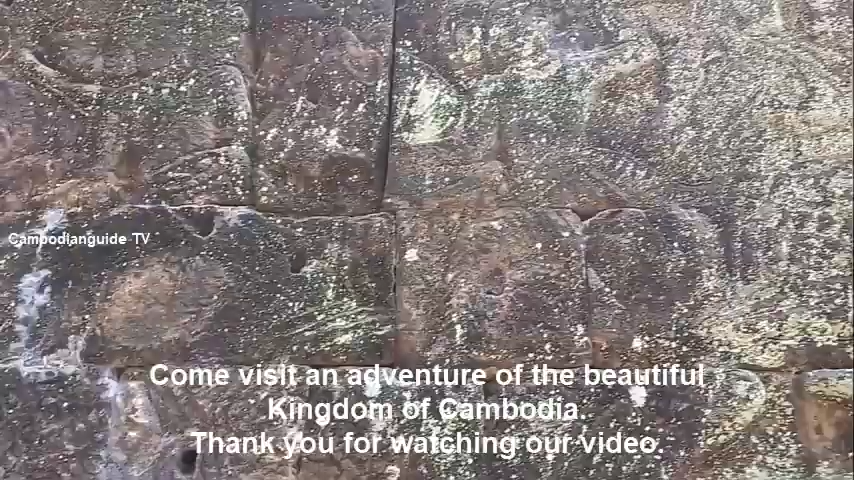 Campodianguide TV
Come visit an adventure of the beautiful
Kingdom of Cambodia.
Thank you for watching our video.